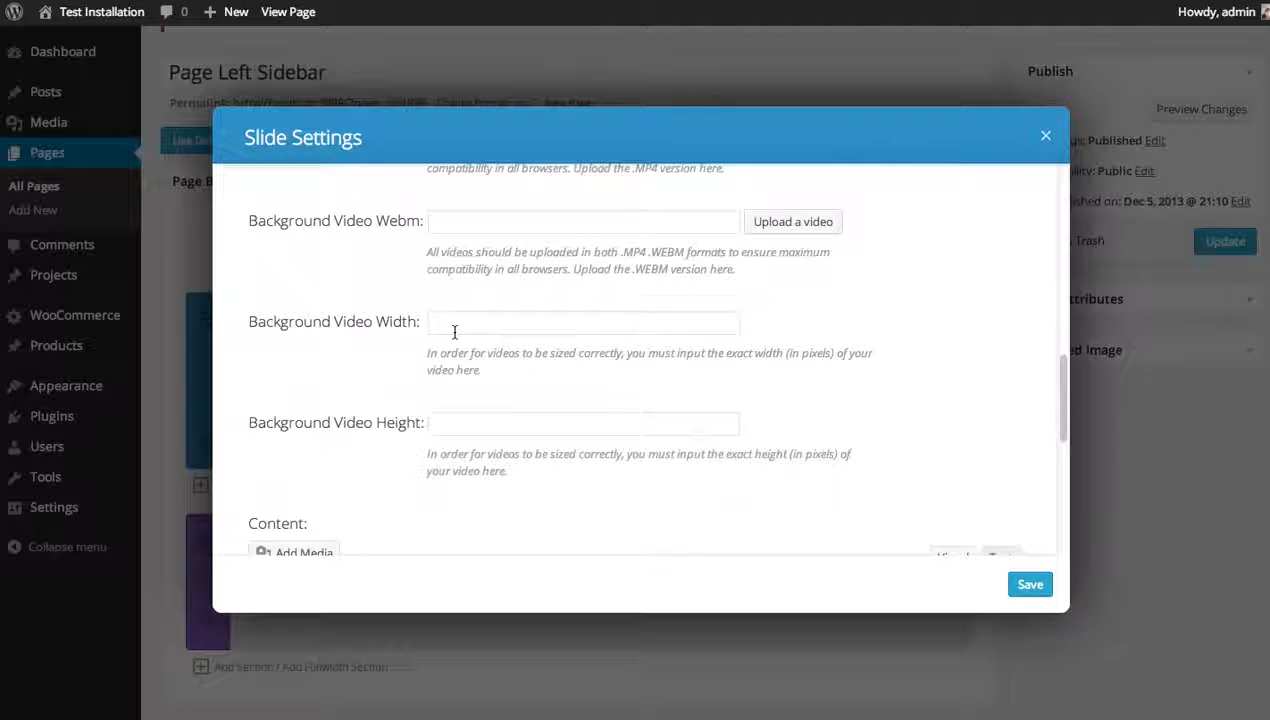 Test Installation 0 New View Page Howdy, admin
Dashboard
Posts
Media
Pages
All Pages
Add New
Comments
Projects
WooCommerce
Products
Appearance
Plugins
Users
Tools
Settings
Collapse menu
Page Left Sidebar
Permalink:
Page B
Slide Settings
compatibility in all browsers. Upload the .MP4 version here.
Background Video Webm:
Upload a video
All videos should be uploaded in both .MP4 .WEBM formats to ensure maximum
compatibility in all browsers. Upload the .WEBM version here.
Background Video Width:
In order for videos to be sized correctly, you must input the exact width (in pixels) of your
video here.
Background Video Height:
In order for videos to be sized correctly, you must input the exact height (in pixels) of
your video here.
Content:
Add Media
Save
Add Section / Add Fullwidth Section
Publish
Preview Changes
us: Published Edit
ility: Public Edit
lished on: Dec 5, 2013 @ 21:10 Edit
Trash
Update
ttributes
ed Image